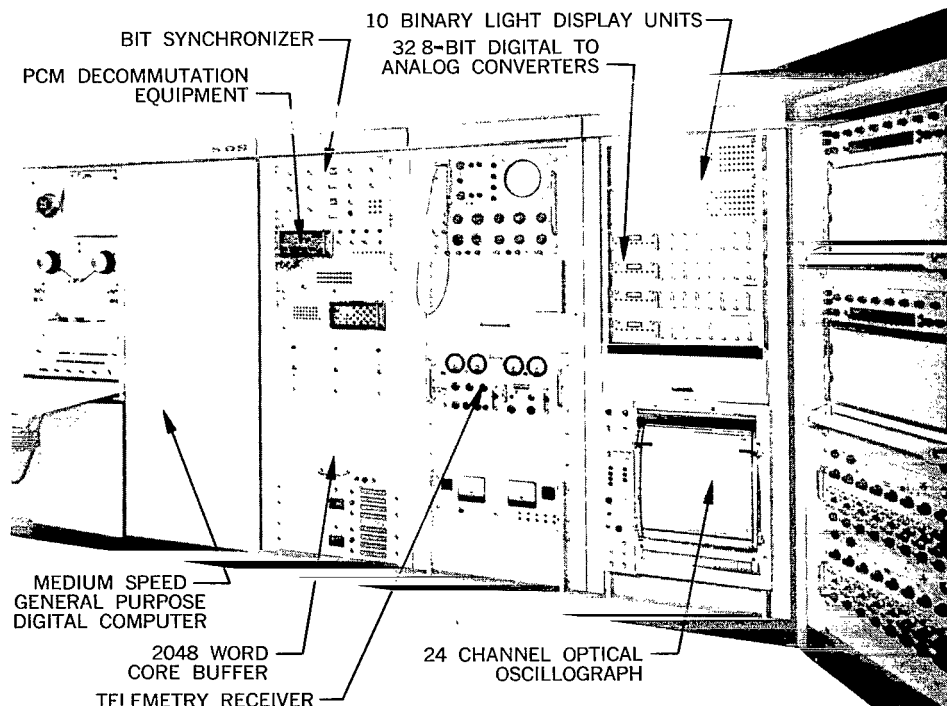 10 BINARY LIGHT DISPLAY UNITS
BIT SYNCHRONIZER
32 8-BIT DIGITAL TO
ANALOG CONVERTERS
PCM DECOMMUTATION
EQUIPMENT
SDS
MEDIUM SPEED
GENERAL PURPOSE
DIGITAL COMPUTER
2048 WORD
CORE BUFFER
TELEMETRY RECEIVER
24 CHANNEL OPTICAL
OSCILLOGRAPH